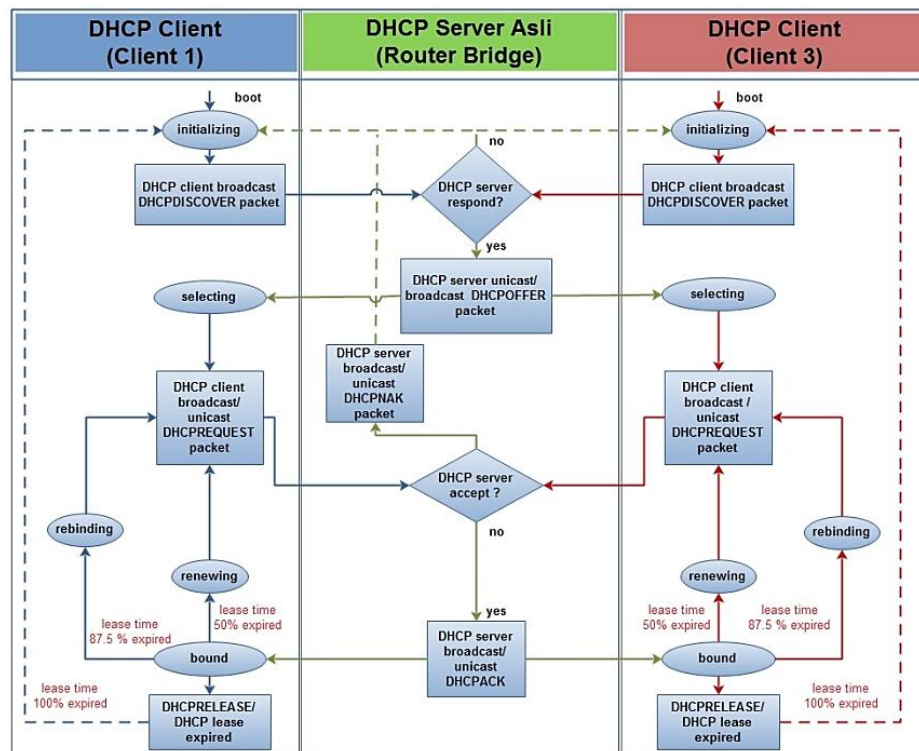 DHCP Client
(Client 1)
DHCP Server Asli
(Router Bridge)
DHCP Client
(Client 3)
boot
boot
initializing
initializing
no
DHCP client broadcast
DHCPDISCOVER packet
DHCP server
respond?
DHCP client broadcast
DHCPDISCOVER packet
yes
selecting
DHCP server unicast/
broadcast DHCPOFFER
packet
selecting
DHCP server
broadcast/
unicast
DHCPNAK
packet
DHCP client
broadcast/
unicast
DHCPREQUEST
packet
DHCP client
broadcast /
unicast
DHCPREQUEST
packet
DHCP server
accept ?
rebinding
no
rebinding
renewing
renewing
lease time
87.5 % expired
lease time
50% expired
yes
lease time
50% expired
lease time
87.5 % expired
bound
DHCP server
broadcast/
unicast
DHCPACK
bound
lease time
100% expired
DHCPRELEASE/
DHCP lease
expired
DHCPRELEASE/
DHCP lease
expired
lease time
100% expired